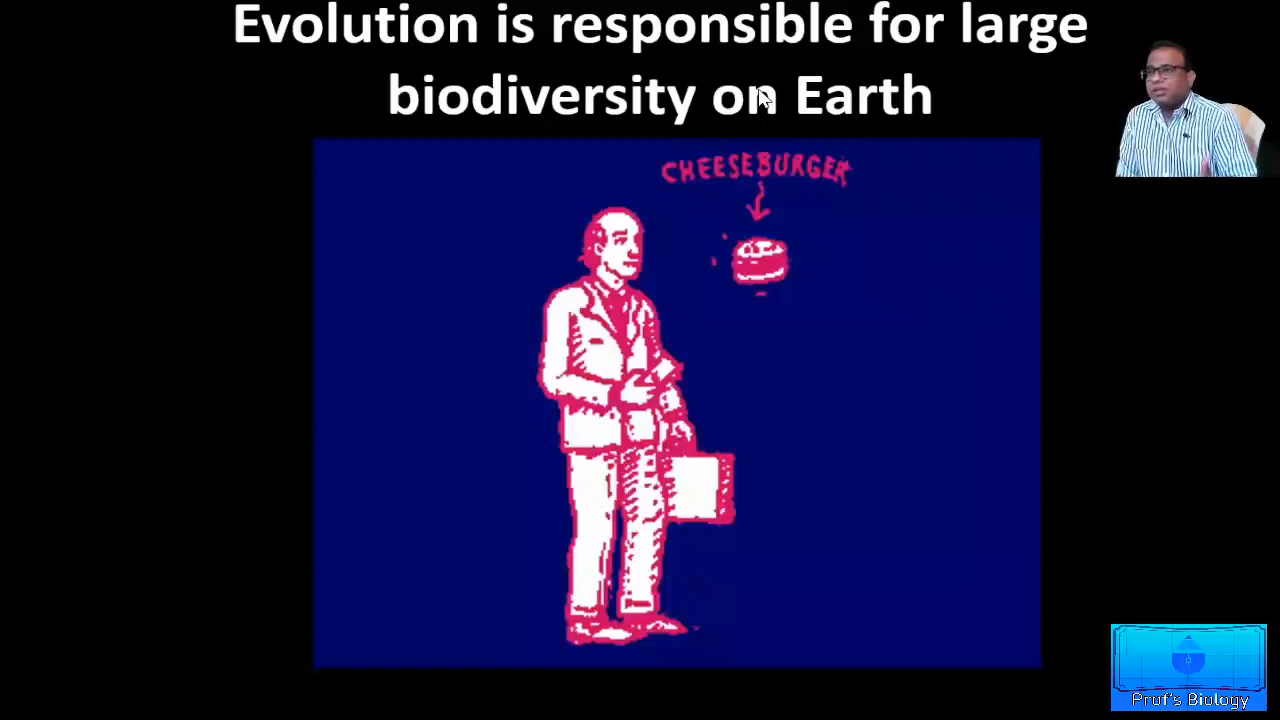 Evolution is responsible for large
biodiversity on Earth
CHEESEBURGER
Prof's Biology